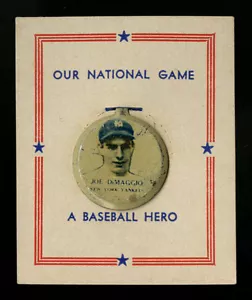 OUR NATIONAL GAME
JOE DiMAGGIO
NEW YORK YANKEES
A BASEBALL HERO